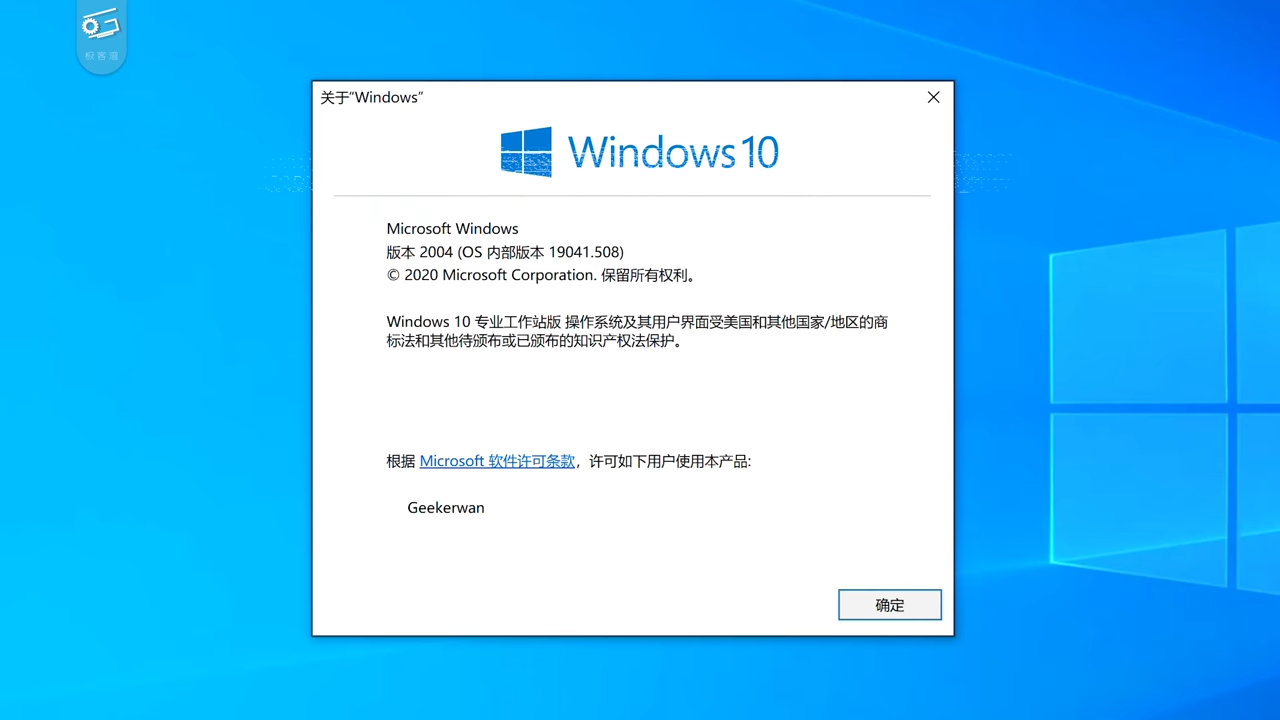 极客湾
关于“Windows”
Windows 10
Microsoft Windows
版本 2004 (OS 内部版本 19041.508)
© 2020 Microsoft Corporation. 保留所有权利。
Windows 10 专业工作站版 操作系统及其用户界面受美国和其他国家/地区的商
标法和其他待颁布或已颁布的知识产权法保护。
根据 Microsoft 软件许可条款，许可如下用户使用本产品:
Geekerwan
确定